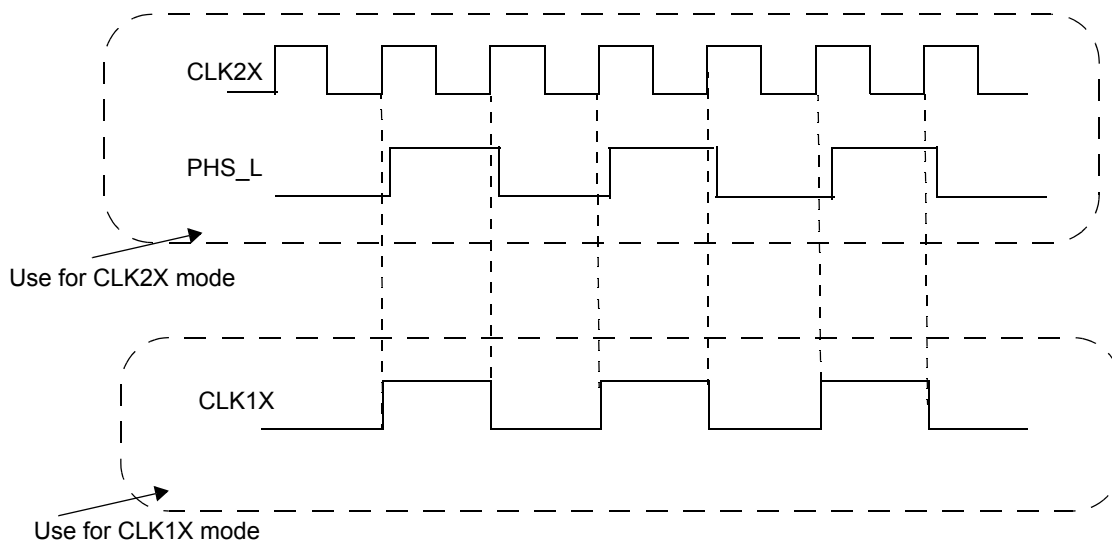 CLK2X
PHS_L
Use for CLK2X mode
CLK1X
Use for CLK1X mode